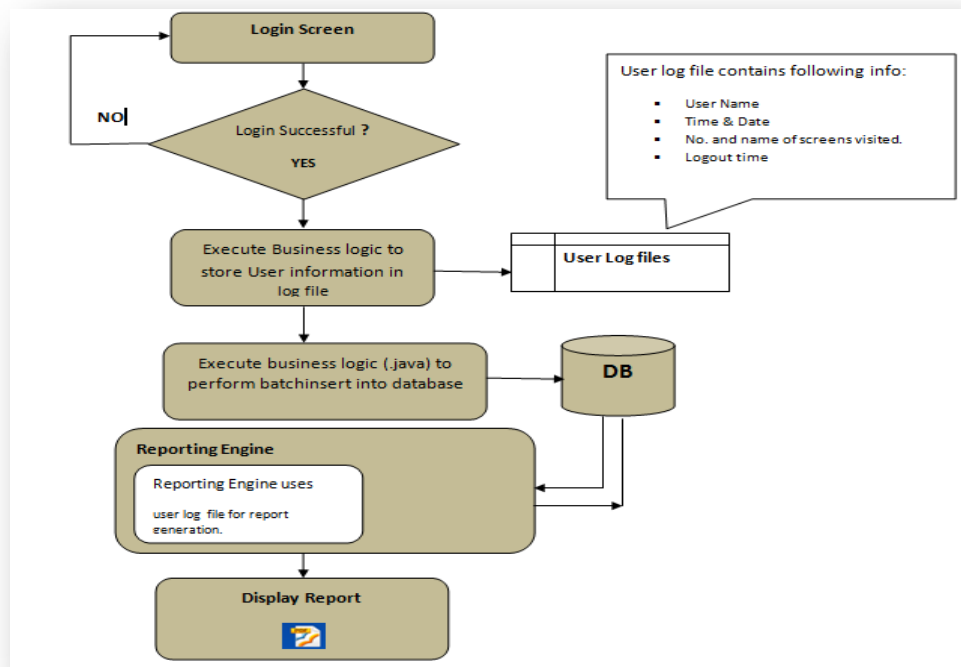 Login Screen
User log file contains following info:
▪ User Name
▪ Time & Date
▪ No. and name of screens visited.
▪ Logout time
NO
Login Successful ?
YES
Execute Business logic to
store User information in
log file
User Log files
Execute business logic (.java) to
perform batchinsert into database
DB
Reporting Engine
Reporting Engine uses
user log file for report
generation.
Display Report